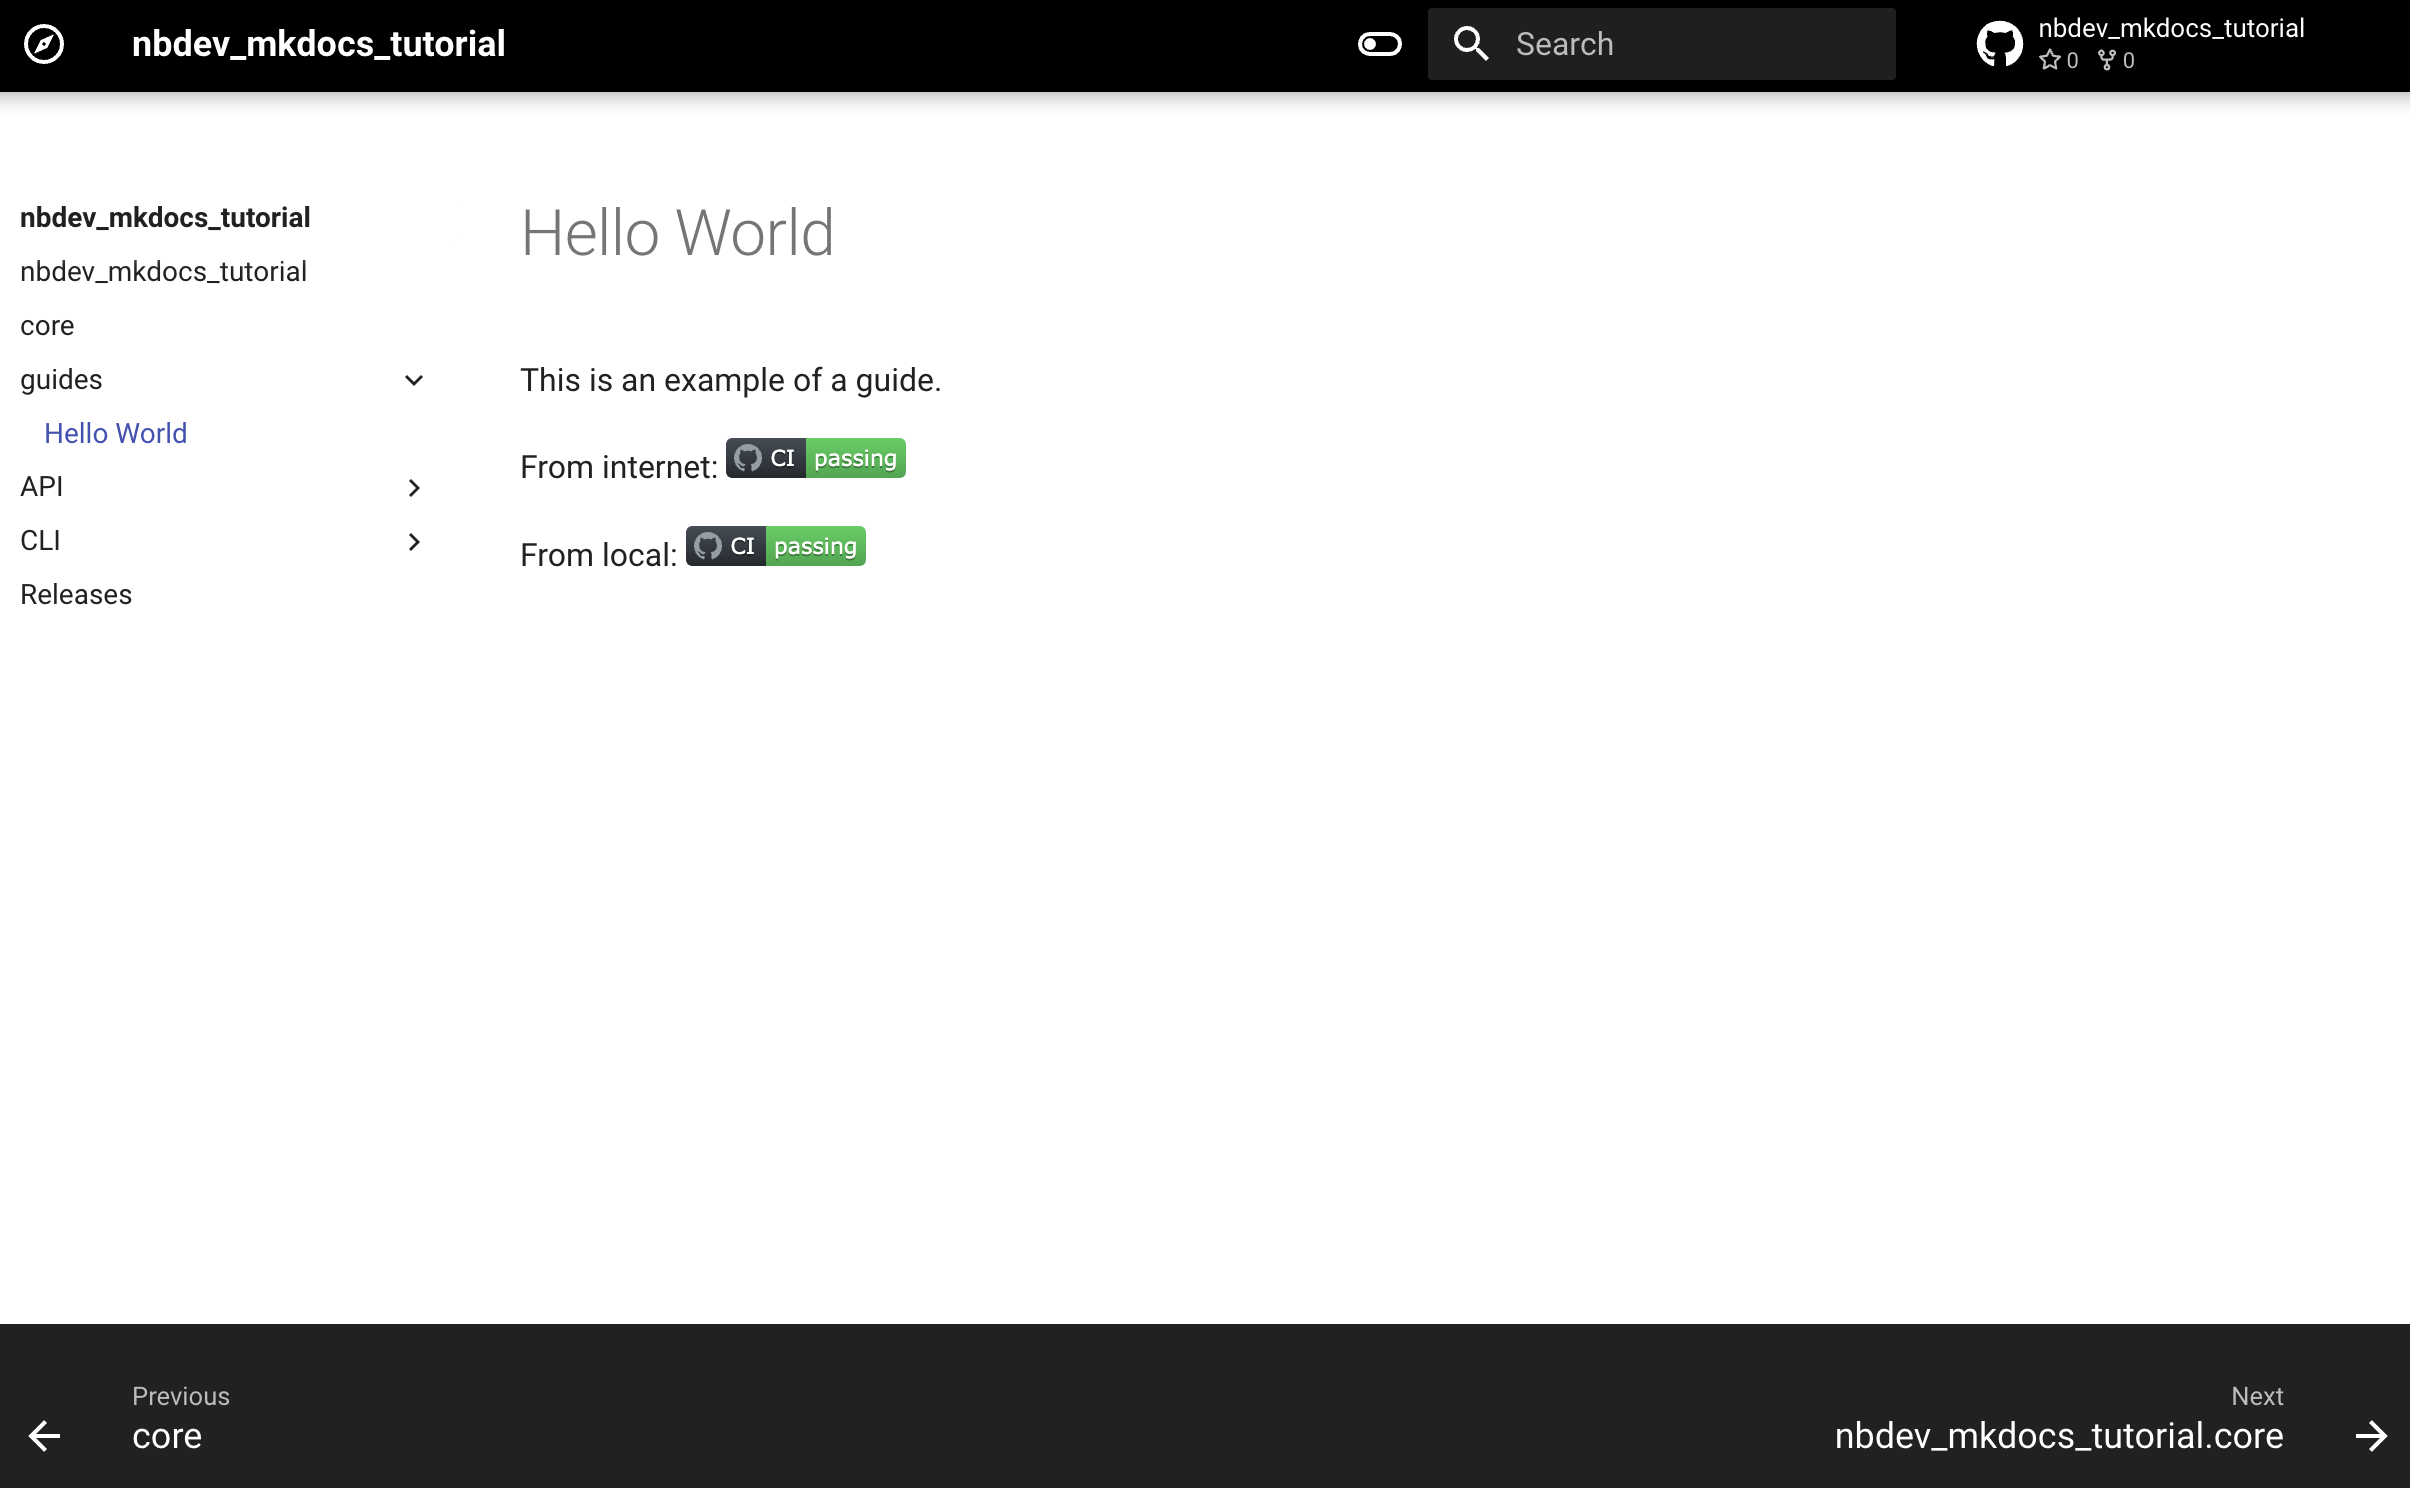 nbdev_mkdocs_tutorial
Search
nbdev_mkdocs_tutorial
0 0
nbdev_mkdocs_tutorial
nbdev_mkdocs_tutorial
core
guides
Hello World
API
CLI
Releases
Hello World
This is an example of a guide.
From internet: CI passing
From local: CI passing
Previous
core
Next
nbdev_mkdocs_tutorial.core